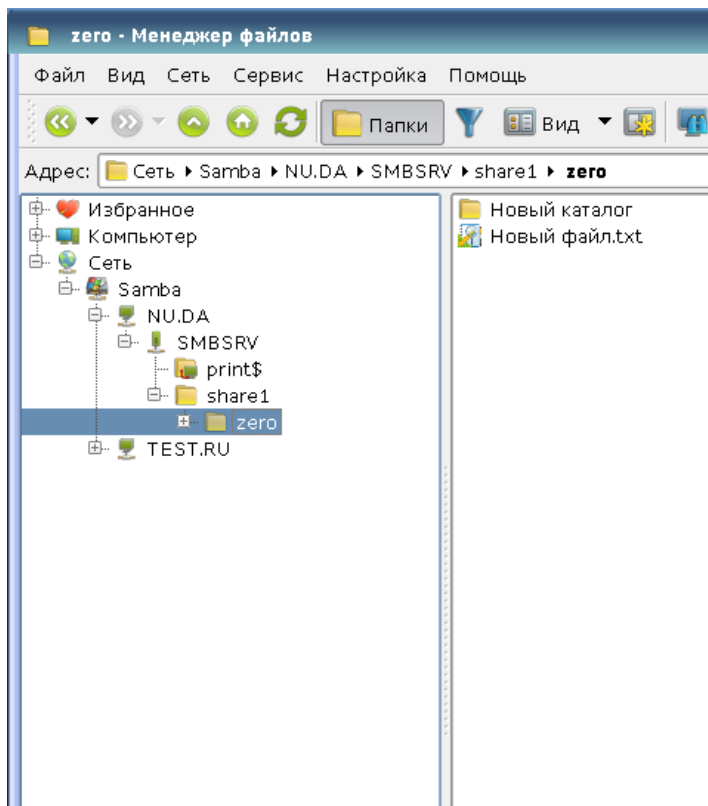 zero - Менеджер файлов
Файл Вид Сеть Сервис Настройка Помощь
Папки Вид
Адрес: Сеть Samba NU.DA SMBSRV share1 zero
Избранное
Компьютер
Сеть
Samba
NU.DA
SMBSRV
print$
share1
zero
TEST.RU
Новый каталог
Новый файл.txt